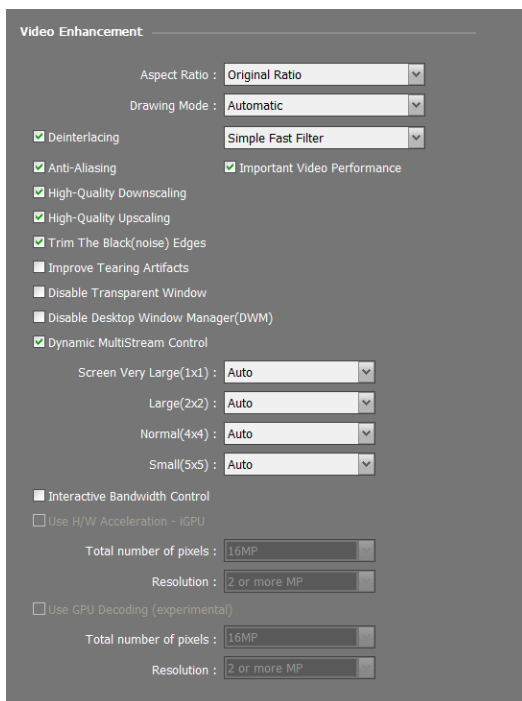 Video Enhancement
Aspect Ratio : Original Ratio
Drawing Mode : Automatic
Deinterlacing Simple Fast Filter
Anti-Aliasing Important Video Performance
High-Quality Downscaling
High-Quality Upscaling
Trim The Black(noise) Edges
Improve Tearing Artifacts
Disable Transparent Window
Disable Desktop Window Manager(DWM)
Dynamic MultiStream Control
Screen Very Large(1x1) : Auto
Large(2x2) : Auto
Normal(4x4) : Auto
Small(5x5) : Auto
Interactive Bandwidth Control
Use H/W Acceleration - iGPU
Total number of pixels : 16MP
Resolution : 2 or more MP
Use GPU Decoding (experimental)
Total number of pixels : 16MP
Resolution : 2 or more MP